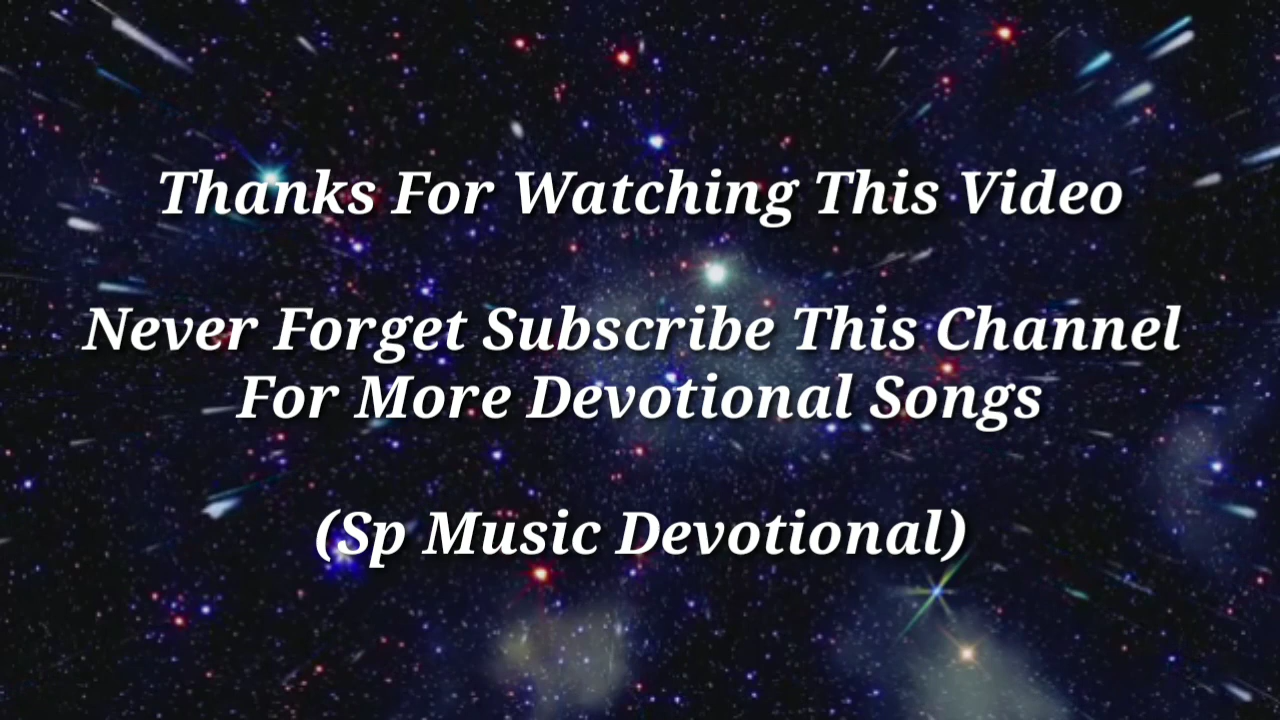 Thanks For Watching This Video
Never Forget Subscribe This Channel
For More Devotional Songs
(Sp Music Devotional)